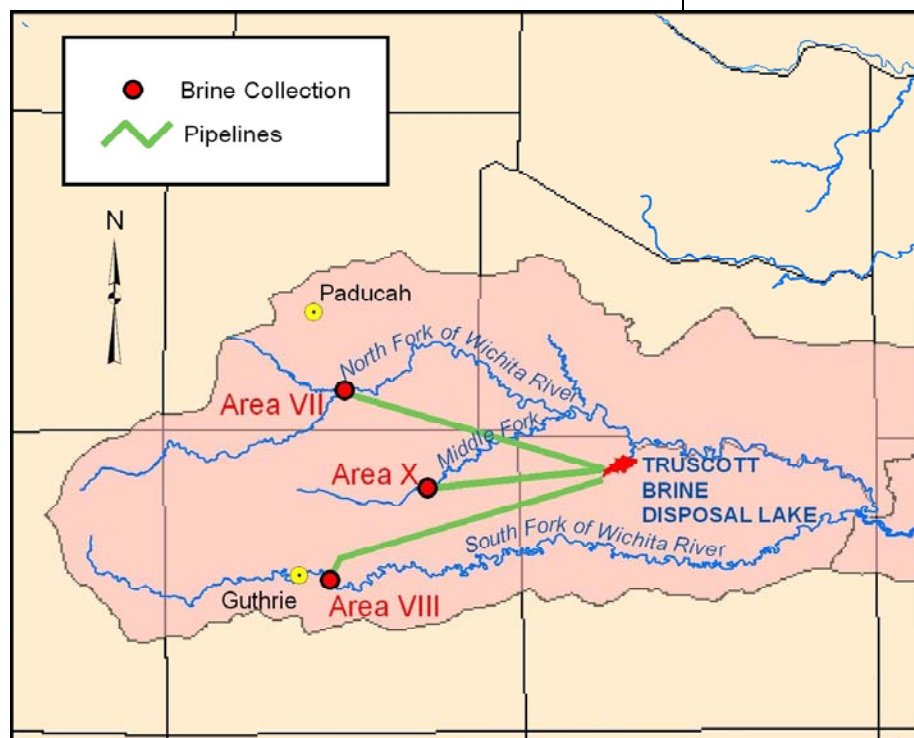 Brine Collection
Pipelines
N
Paducah
North Fork of Wichita River
Area VII
Middle Fork
Area X
TRUSCOTT
BRINE
DISPOSAL LAKE
South Fork of Wichita River
Guthrie
Area VIII